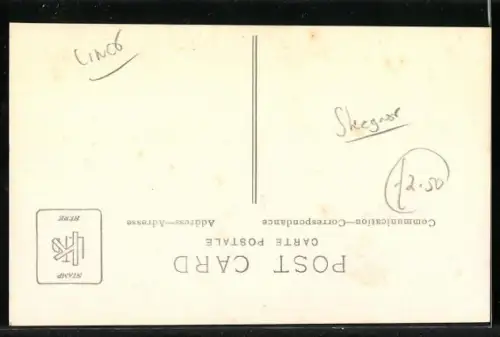 LINCS
Skegness
£2.50
POST CARD
CARTE POSTALE
Communication—Correspondance
Address—Adresse
STAMP
HERE